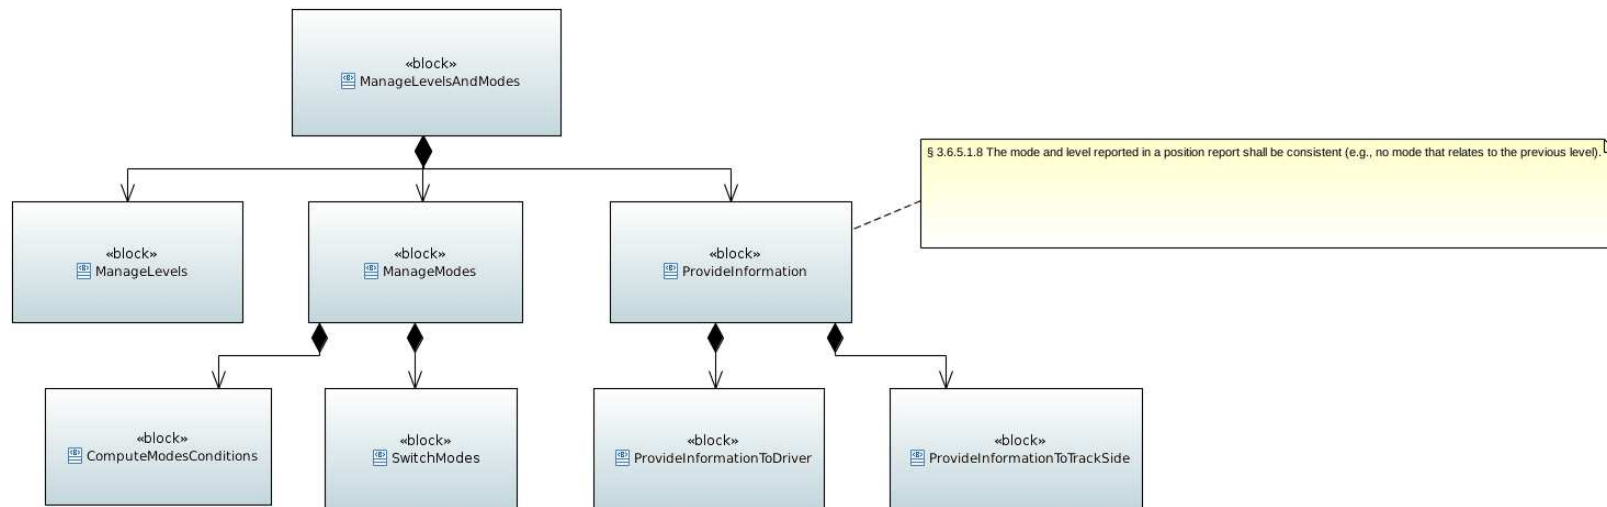 «block»
ManageLevelsAndModes
§ 3.6.5.1.8 The mode and level reported in a position report shall be consistent (e.g., no mode that relates to the previous level).
«block»
ManageLevels
«block»
ManageModes
«block»
ProvideInformation
«block»
ComputeModesConditions
«block»
SwitchModes
«block»
ProvideInformationToDriver
«block»
ProvideInformationToTrackSide